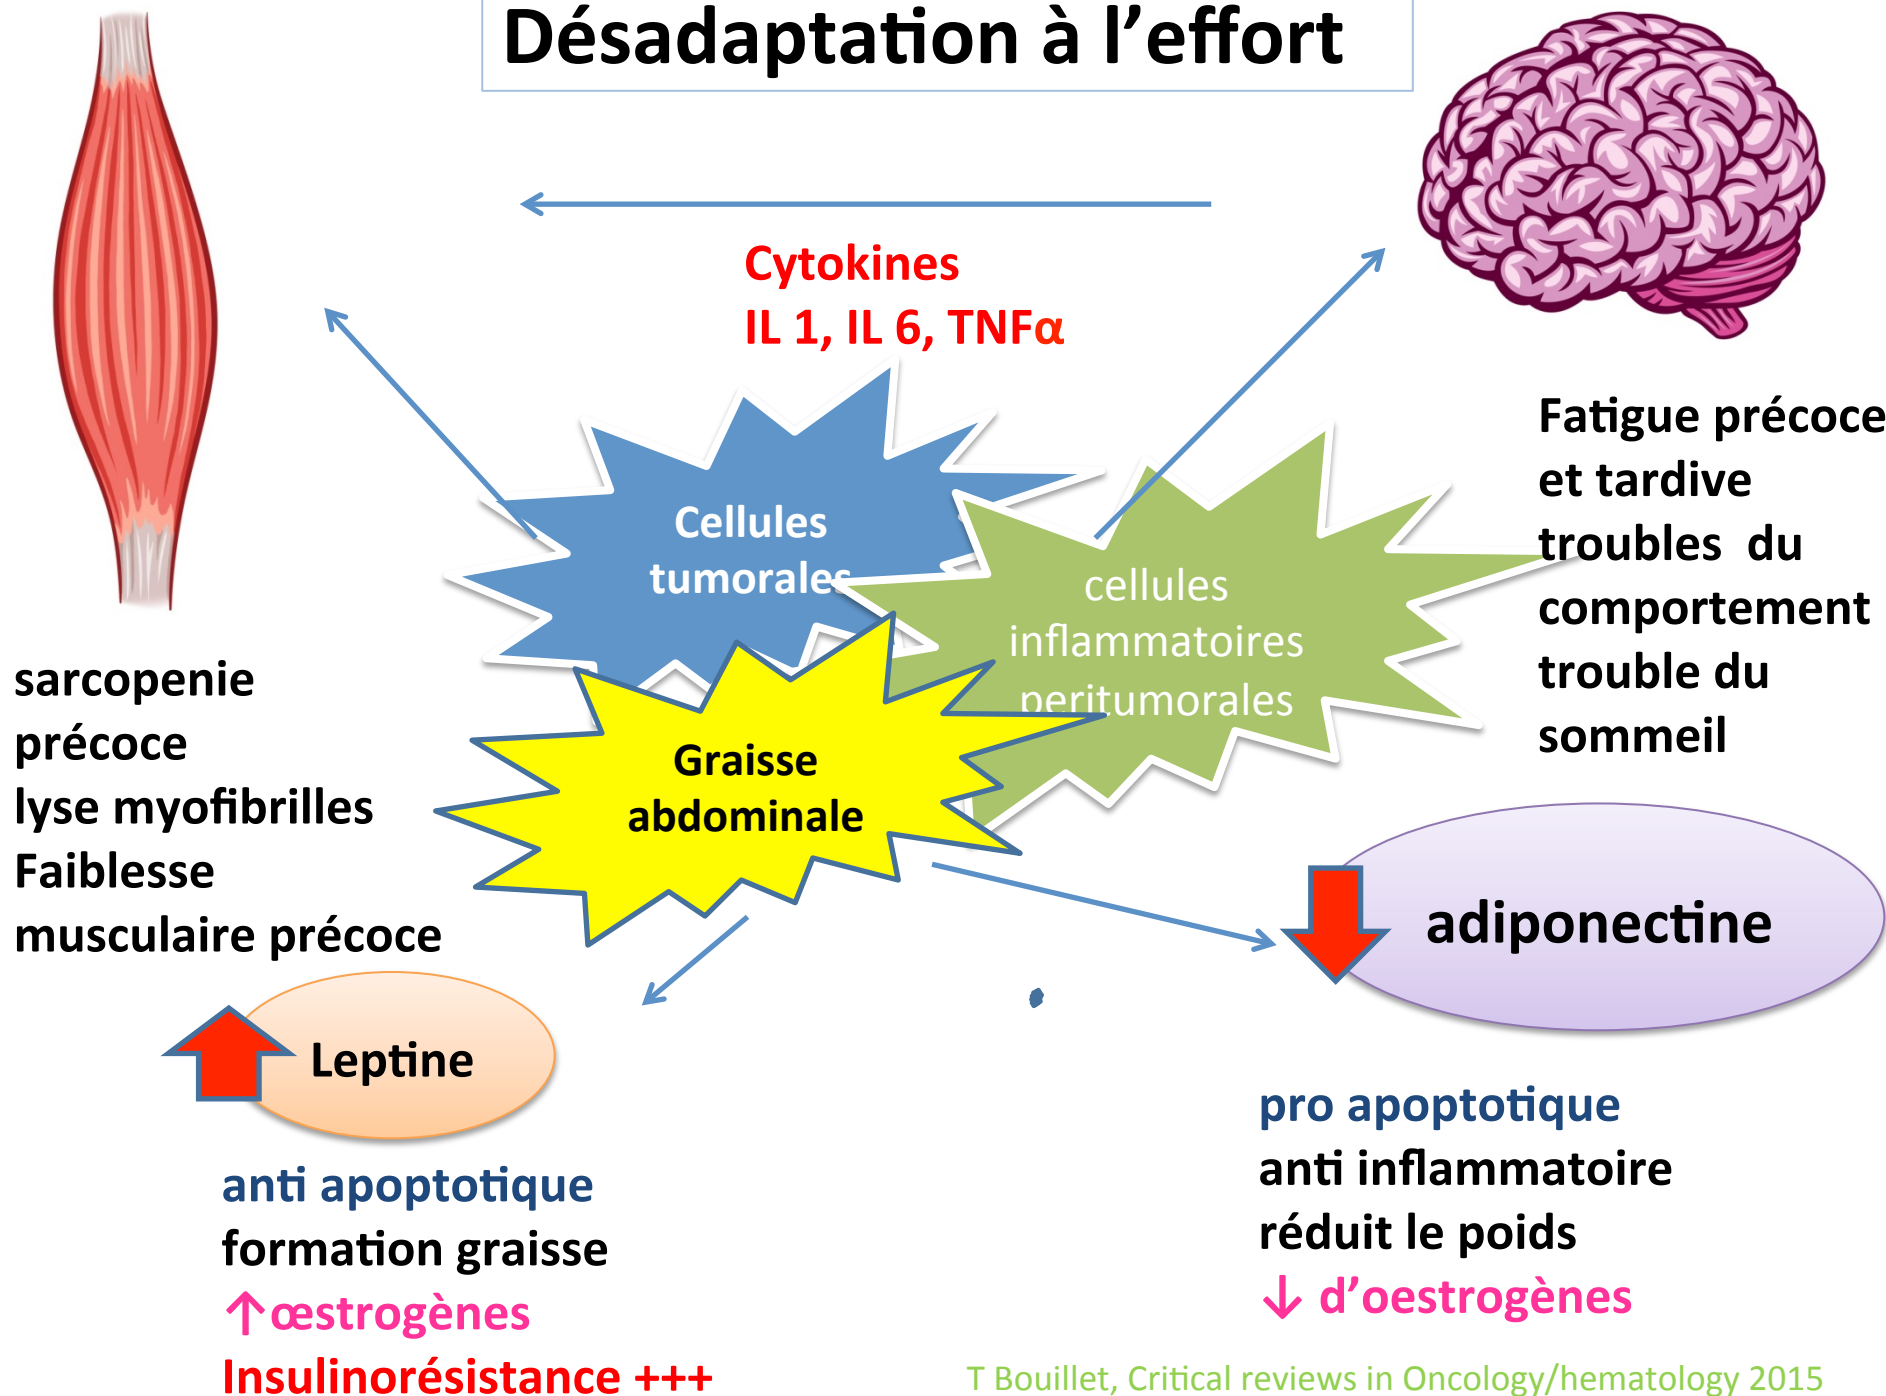 Désadaptation à l’effort
Cytokines
IL 1, IL 6, TNFα
Cellules
tumorales
cellules
inflammatoires
peritumorales
Graisse
abdominale
Fatigue précoce
et tardive
troubles du
comportement
trouble du
sommeil
sarcopenie
précoce
lyse myofibrilles
Faiblesse
musculaire précoce
adiponectine
Leptine
pro apoptotique
anti inflammatoire
réduit le poids
↓ d’oestrogènes
anti apoptotique
formation graisse
↑œstrogènes
Insulinorésistance +++
T Bouillet, Critical reviews in Oncology/hematology 2015